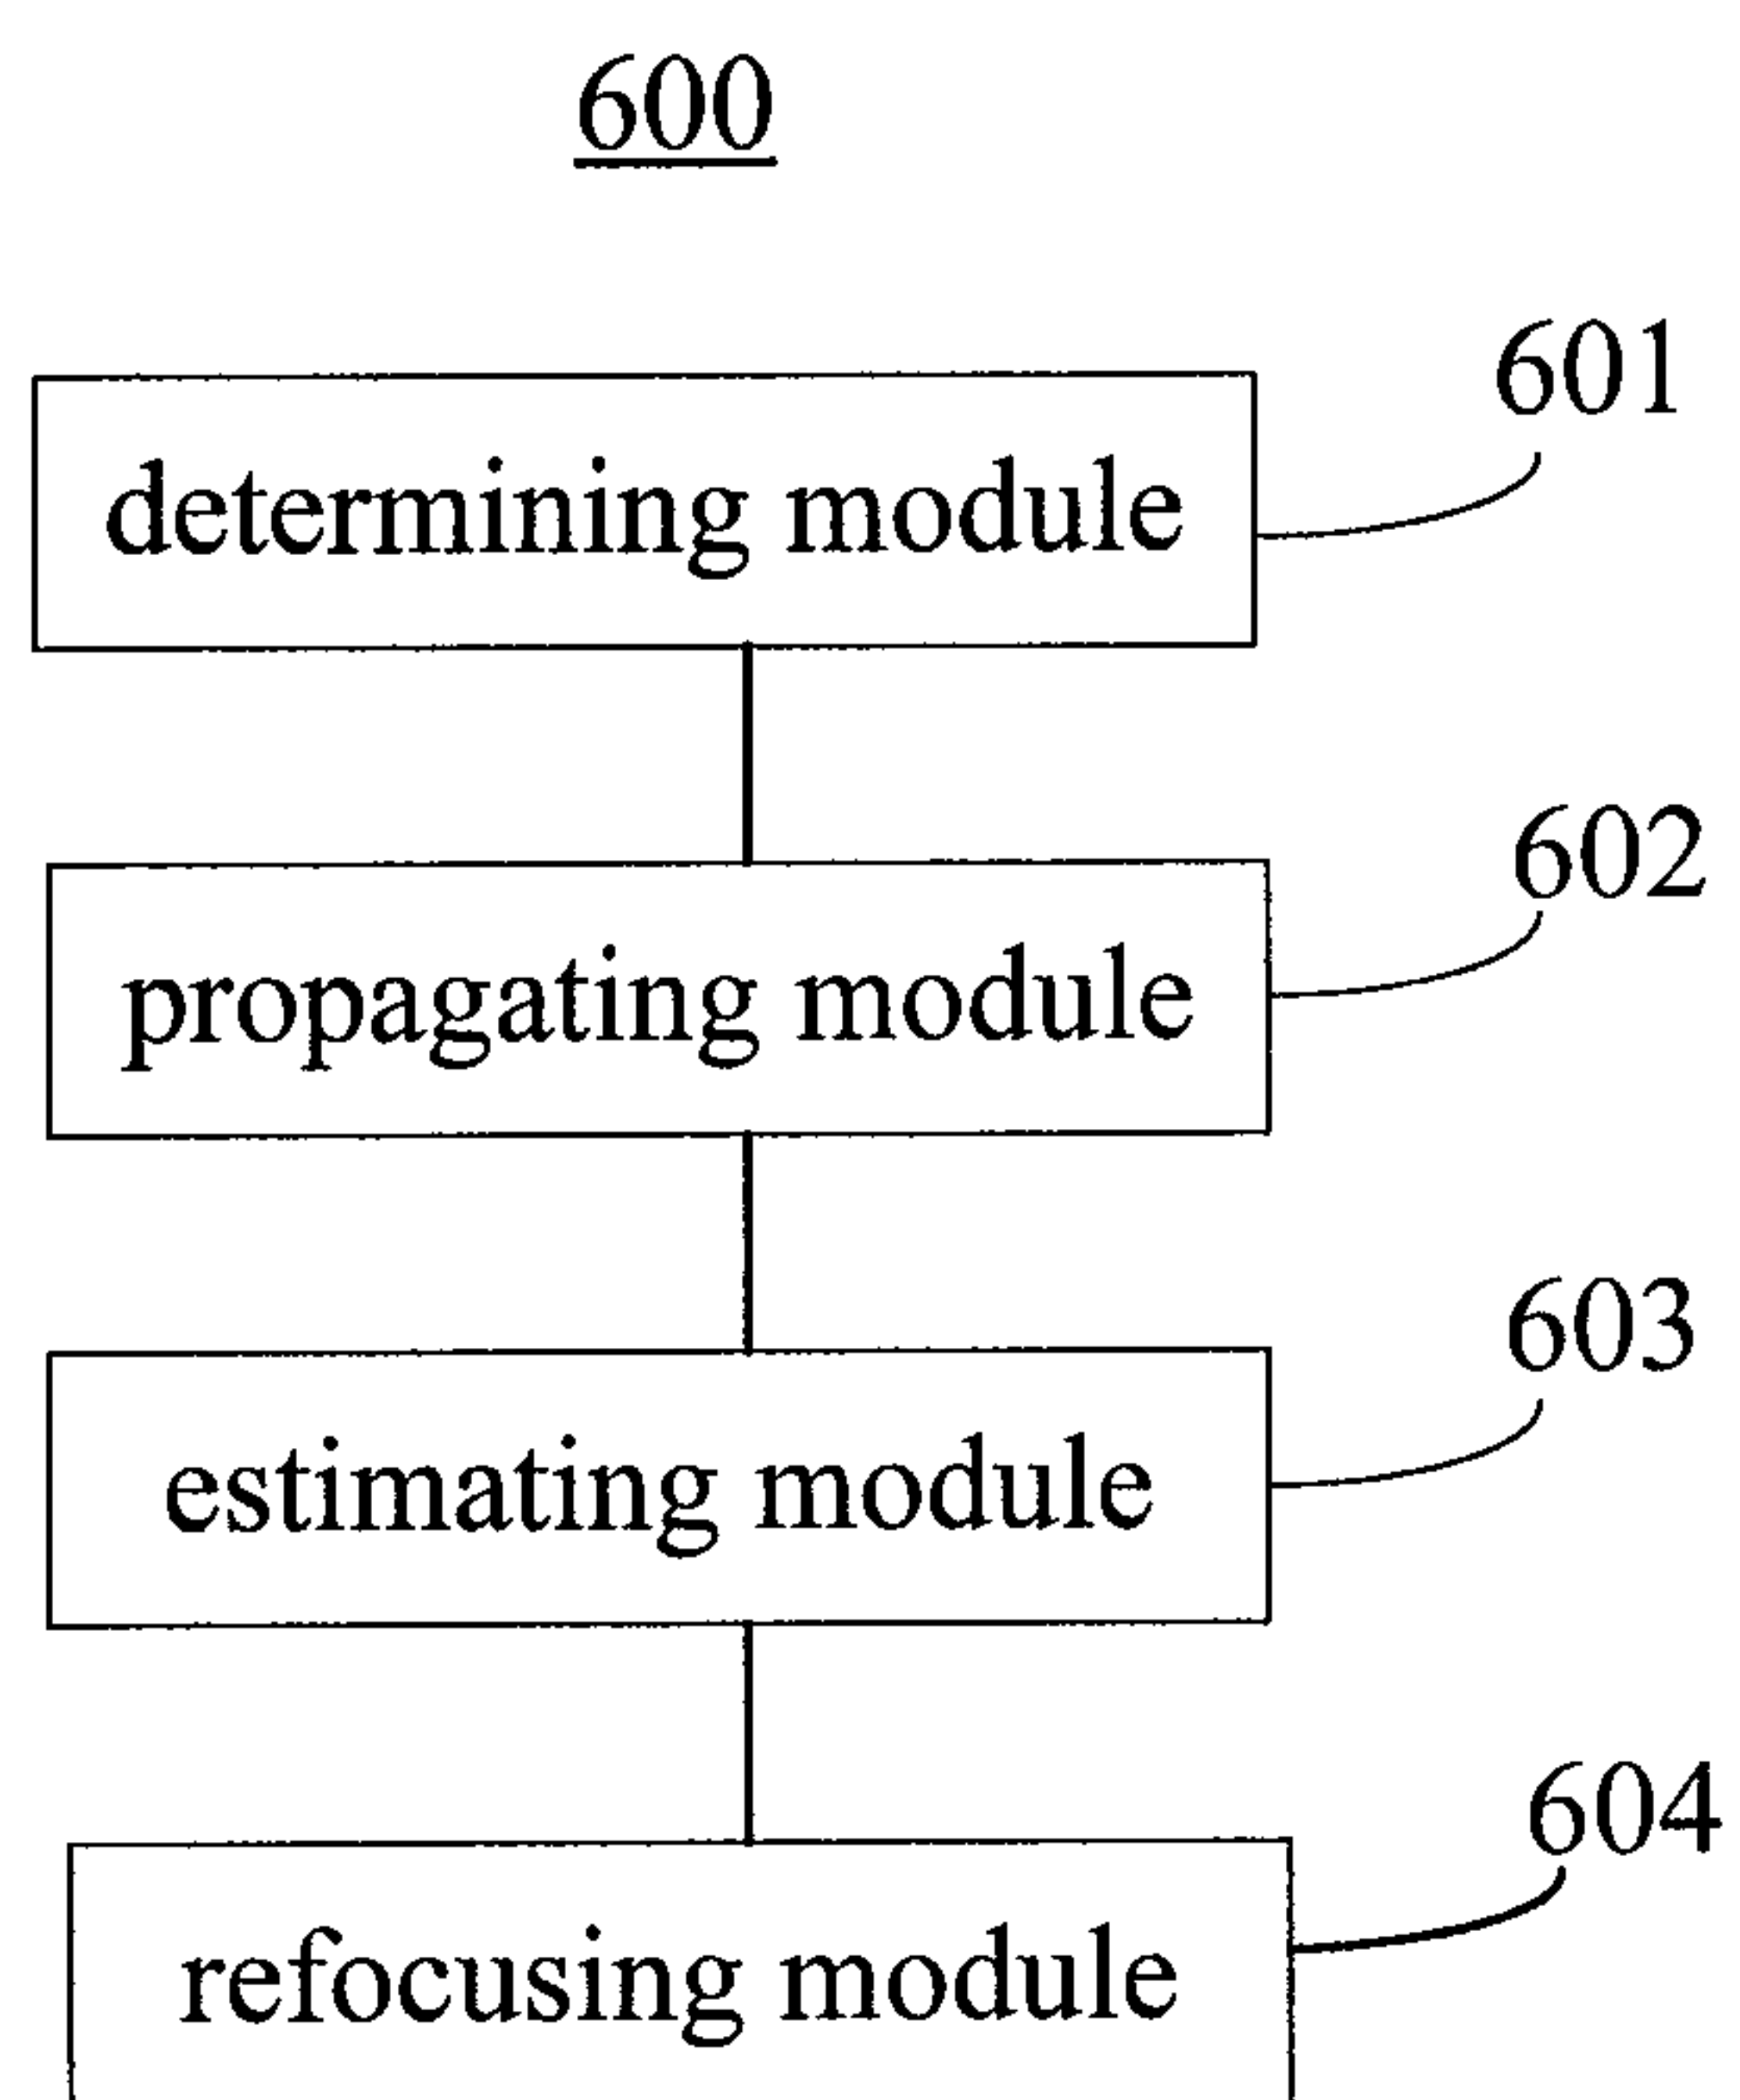 600
601
determining module
602
propagating module
603
estimating module
604
refocusing module